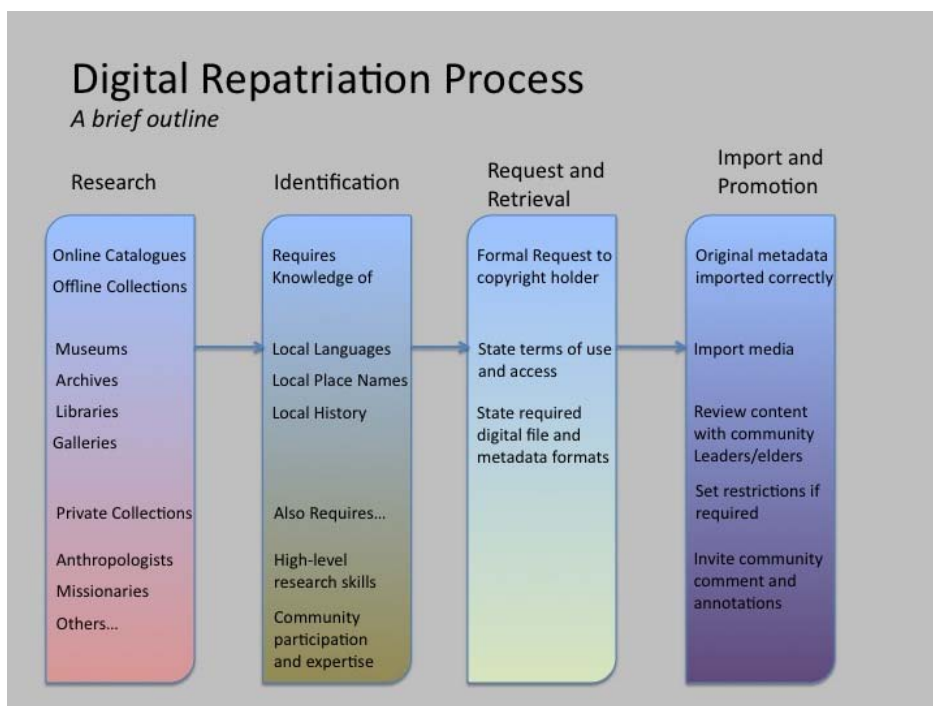 Digital Repatriation Process
A brief outline
Research
Online Catalogues
Offline Collections
Museums
Archives
Libraries
Galleries
Private Collections
Anthropologists
Missionaries
Others...
Identification
Requires
Knowledge of
Local Languages
Local Place Names
Local History
Also Requires...
High-level
research skills
Community
participation
and expertise
Request and
Retrieval
Formal Request to
copyright holder
State terms of use
and access
State required
digital file and
metadata formats
Import and
Promotion
Original metadata
imported correctly
Import media
Review content
with community
Leaders/elders
Set restrictions if
required
Invite community
comment and
annotations